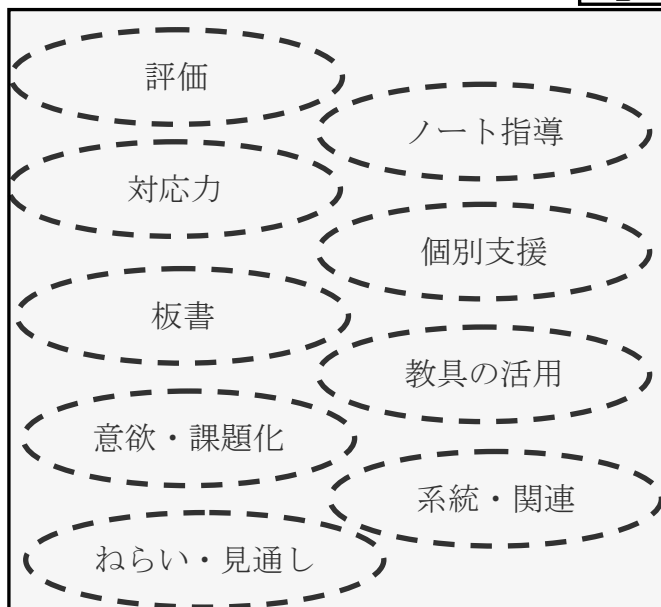 評価
ノート指導
対応力
個別支援
板書
教具の活用
意欲・課題化
系統・関連
ねらい・見通し